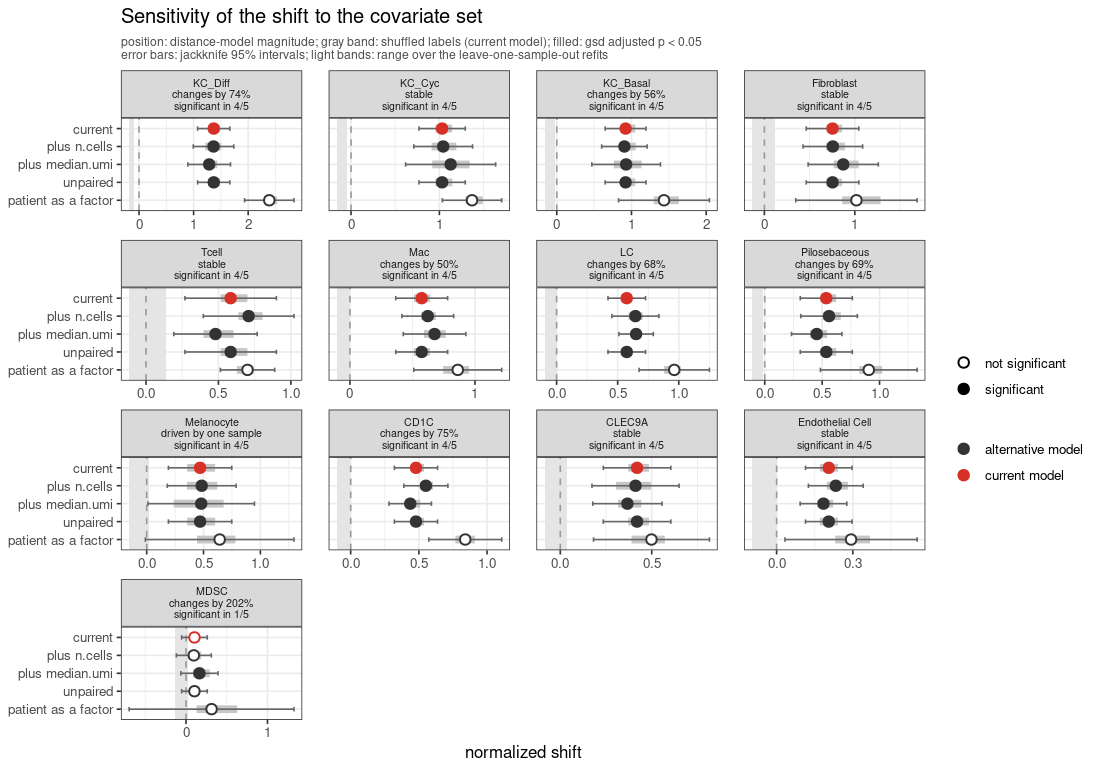 Sensitivity of the shift to the covariate set
position: distance-model magnitude; gray band: shuffled labels (current model); filled: gsd adjusted p < 0.05
error bars: jackknife 95% intervals; light bands: range over the leave-one-sample-out refits
KC_Diff
changes by 74%
significant in 4/5
KC_Cyc
stable
significant in 4/5
KC_Basal
changes by 56%
significant in 4/5
Fibroblast
stable
significant in 4/5
current
plus n.cells
plus median.umi
unpaired
patient as a factor
0 1 2
0 1
0 1 2
0 1
Tcell
stable
significant in 4/5
Mac
changes by 50%
significant in 4/5
LC
changes by 68%
significant in 4/5
Pilosebaceous
changes by 69%
significant in 4/5
current
plus n.cells
plus median.umi
unpaired
patient as a factor
0.0 0.5 1.0
0 1
0.0 0.5 1.0
0.0 0.5 1.0
Melanocyte
driven by one sample
significant in 4/5
CD1C
changes by 75%
significant in 4/5
CLEC9A
stable
significant in 4/5
Endothelial Cell
stable
significant in 4/5
current
plus n.cells
plus median.umi
unpaired
patient as a factor
0.0 0.5 1.0
0.0 0.5 1.0
0.0 0.5
0.0 0.3
MDSC
changes by 202%
significant in 1/5
current
plus n.cells
plus median.umi
unpaired
patient as a factor
0 1
normalized shift
not significant
significant
alternative model
current model